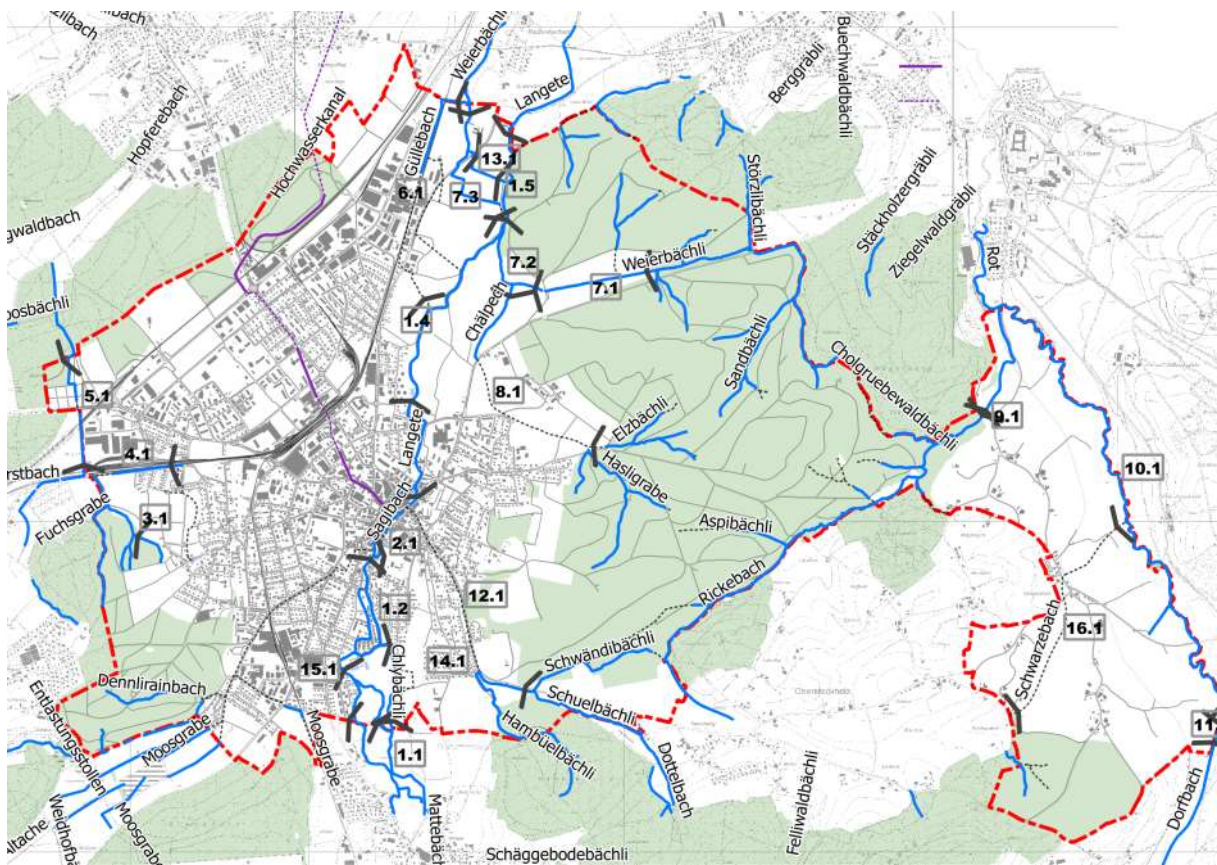 Weierbächli
Langete
Berggräbli
Buechwaldbächli
Hopferebach
Hochwasserkanal
Güllebach
13.1
1.5
6.1
7.3
Störzlibächli
Stäckholzergräbli
Ziegelwaldgräbli
Rot
7.2
Weierbächli
7.1
Chälpech
1.4
Sandbächli
Cholgruebewaldbächli
8.1
5.1
9.1
Elzbächli
Langete
4.1
Hasligrabe
10.1
Fuchsgrabe
3.1
Saglbach
Aspibächli
2.1
Rickebach
12.1
1.2
Schwarzebach
16.1
14.1
Schwändibächli
15.1
Chlybächli
Dennlirainbach
Schuelbächli
Entlastungsstollen
Moosgrabe
Moosgrabe
Hambüelbächli
1.1
Dottelbach
Felliwaldbächli
Dorfbach
Moosgrabe
Schäggebodebächli